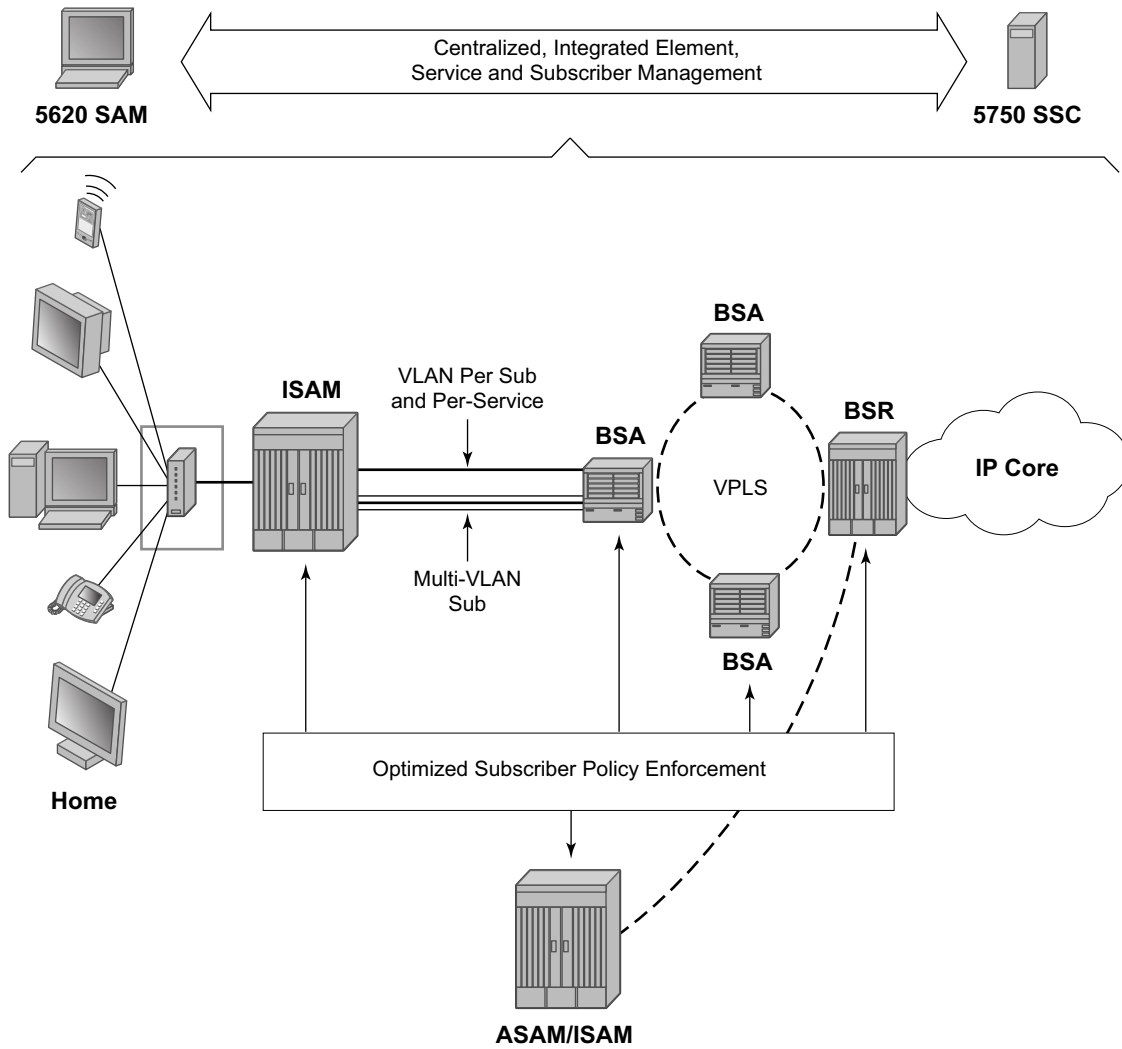 Centralized, Integrated Element,
Service and Subscriber Management
5620 SAM
5750 SSC
BSA
VLAN Per Sub
and Per-Service
ISAM
BSA
BSR
IP Core
VPLS
Multi-VLAN
Sub
BSA
Optimized Subscriber Policy Enforcement
Home
ASAM/ISAM